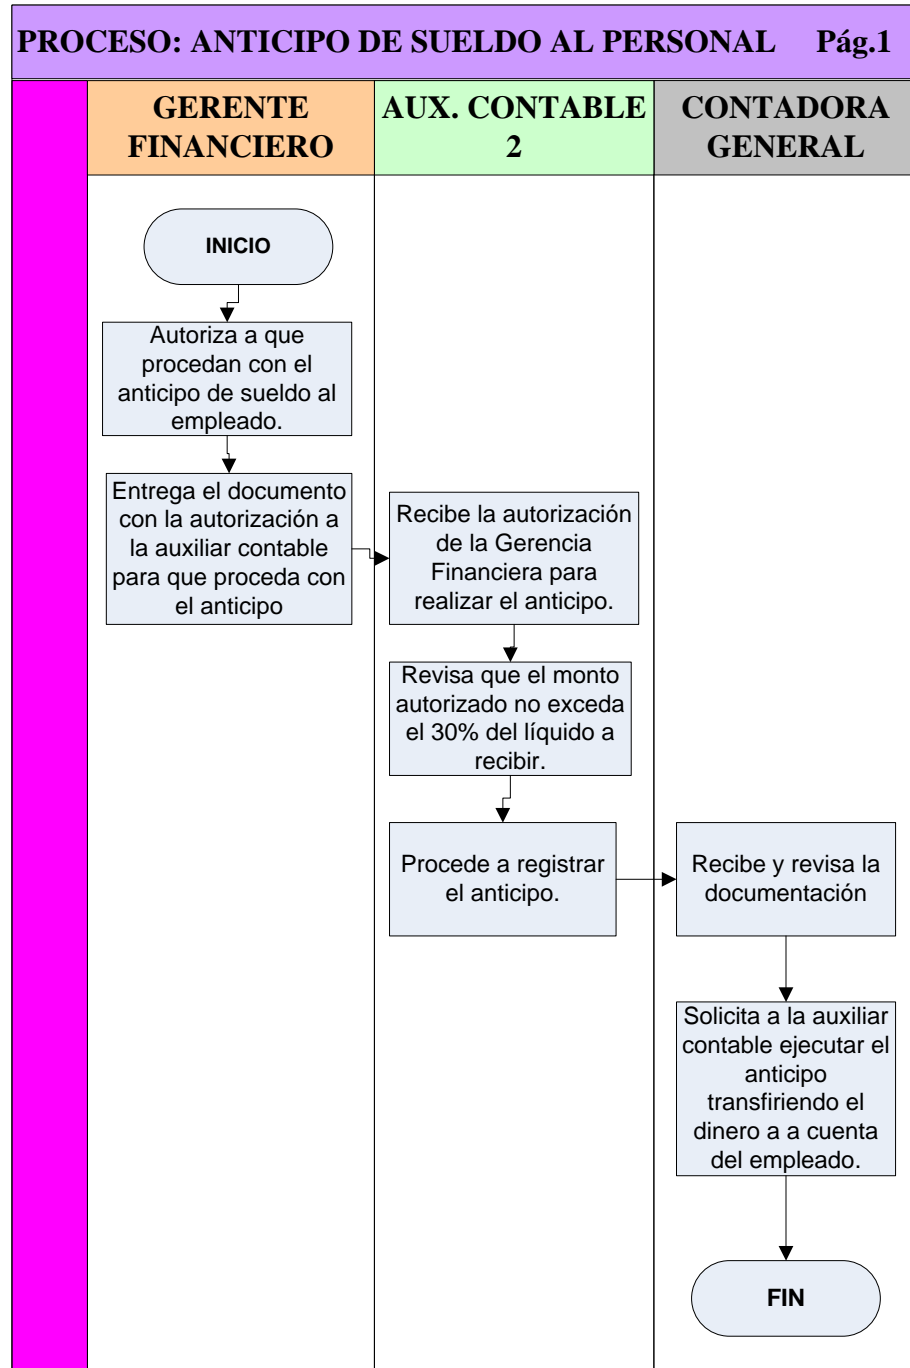 PROCESO: ANTICIPO DE SUELDO AL PERSONAL Pág.1
GERENTE
FINANCIERO
AUX. CONTABLE
2
CONTADORA
GENERAL
INICIO
Autoriza a que
procedan con el
anticipo de sueldo al
empleado.
Entrega el documento
con la autorización a
la auxiliar contable
para que proceda con
el anticipo
Recibe la autorización
de la Gerencia
Financiera para
realizar el anticipo.
Revisa que el monto
autorizado no exceda
el 30% del líquido a
recibir.
Procede a registrar
el anticipo.
Recibe y revisa la
documentación
Solicita a la auxiliar
contable ejecutar el
anticipo
transfiriendo el
dinero a a cuenta
del empleado.
FIN